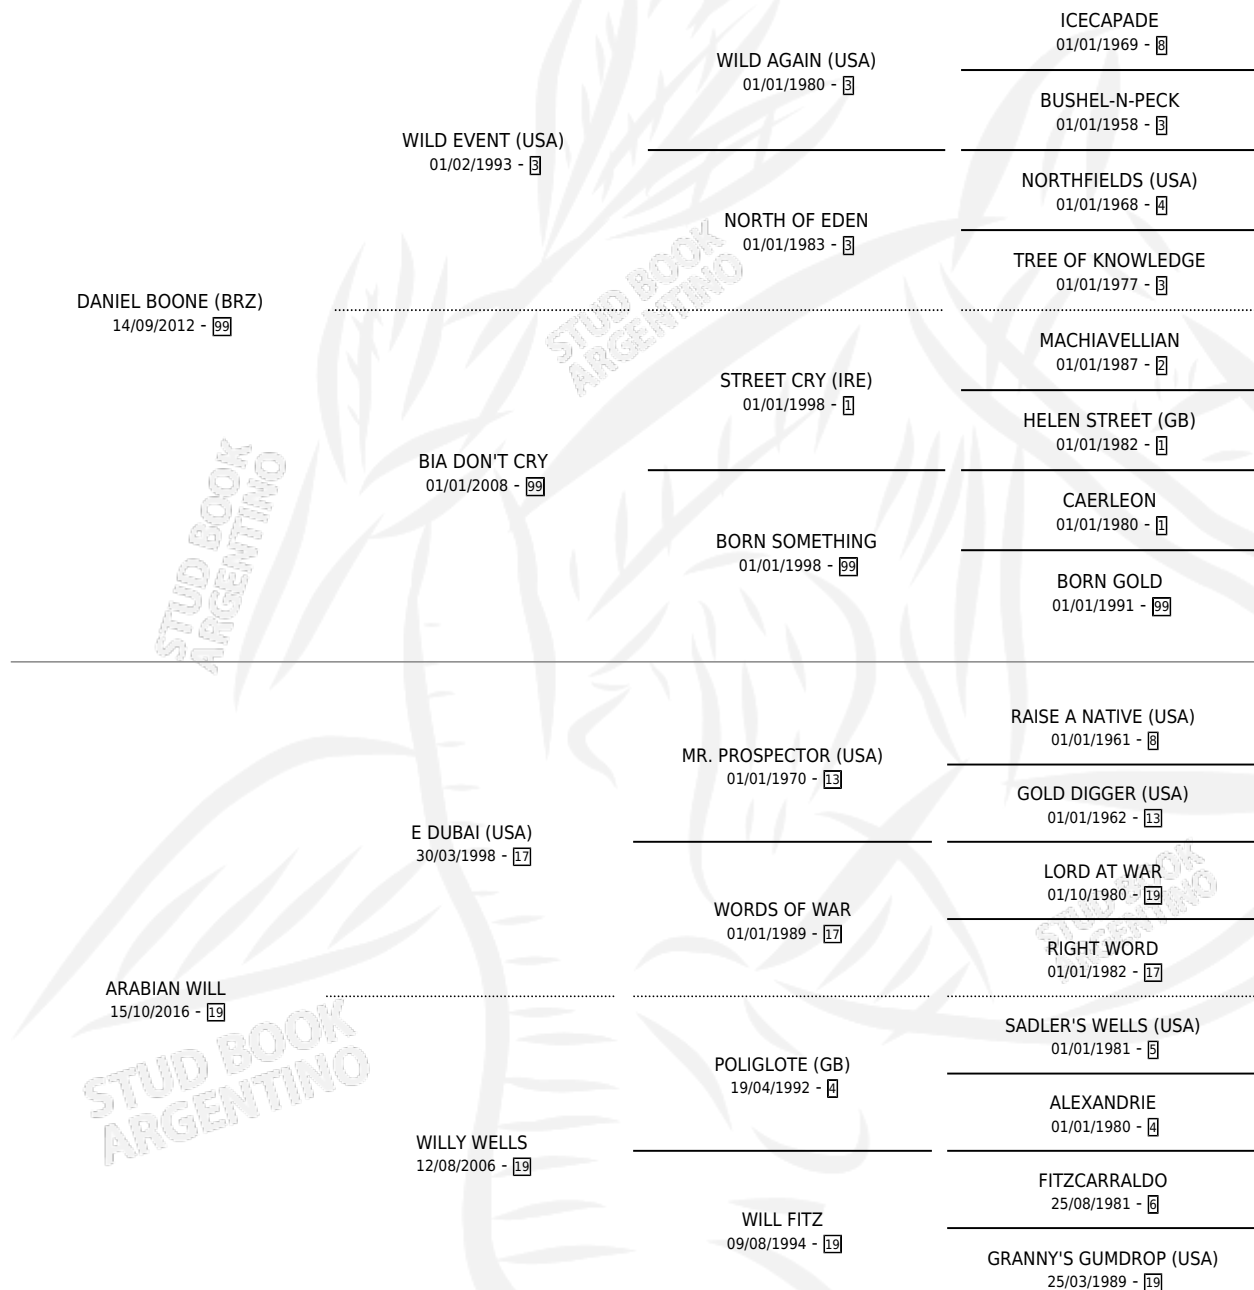 ICECAPADE
01/01/1969 - 8
WILD AGAIN (USA)
01/01/1980 - 3
BUSHEL-N-PECK
01/01/1958 - 3
WILD EVENT (USA)
01/02/1993 - 3
NORTHFIELDS (USA)
01/01/1968 - 4
NORTH OF EDEN
01/01/1983 - 3
TREE OF KNOWLEDGE
01/01/1977 - 3
DANIEL BOONE (BRZ)
14/09/2012 - 99
STUD BOOK
ARGENTINO
MACHIAVELLIAN
01/01/1987 - 2
STREET CRY (IRE)
01/01/1998 - 1
HELEN STREET (GB)
01/01/1982 - 1
BIA DON'T CRY
01/01/2008 - 99
CAERLEON
01/01/1980 - 1
BORN SOMETHING
01/01/1998 - 99
BORN GOLD
01/01/1991 - 99
STUD BOOK
ARGENTINO
RAISE A NATIVE (USA)
01/01/1961 - 8
MR. PROSPECTOR (USA)
01/01/1970 - 13
GOLD DIGGER (USA)
01/01/1962 - 13
E DUBAI (USA)
30/03/1998 - 17
LORD AT WAR
01/10/1980 - 19
WORDS OF WAR
01/01/1989 - 17
STUD BOOK
ARGENTINO
RIGHT WORD
01/01/1982 - 17
ARABIAN WILL
15/10/2016 - 19
STUD BOOK
ARGENTINO
SADLER'S WELLS (USA)
01/01/1981 - 5
POLIGLOTE (GB)
19/04/1992 - 4
ALEXANDRIE
01/01/1980 - 4
WILLY WELLS
12/08/2006 - 19
FITZCARRALDO
25/08/1981 - 6
WILL FITZ
09/08/1994 - 19
GRANNY'S GUMDROP (USA)
25/03/1989 - 19